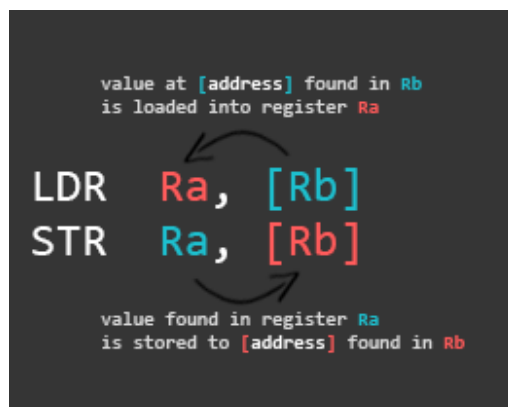 value at [address] found in Rb
is loaded into register Ra
LDR Ra, [Rb]
STR Ra, [Rb]
value found in register Ra
is stored to [address] found in Rb